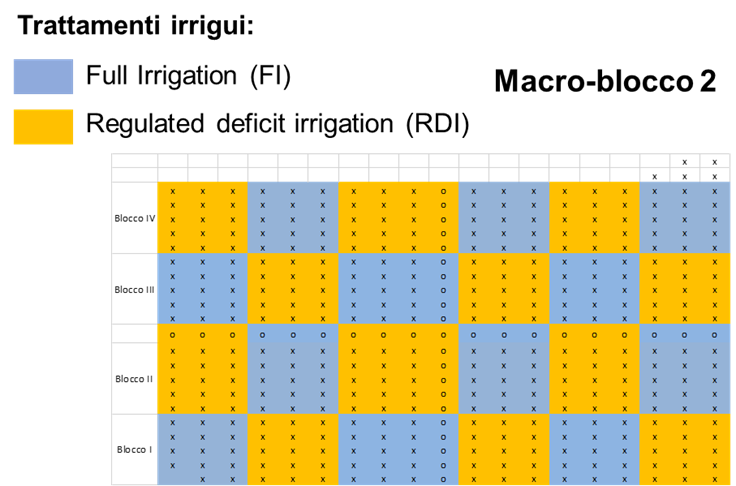 Trattamenti irrigui:
Full Irrigation (FI)
Macro-blocco 2
Regulated deficit irrigation (RDI)
x x
x x x
x x x x x x x x x o x x x x x x x x x
x x x x x x x x x o x x x x x x x x x
Blocco IV x x x x x x x x x o x x x x x x x x x
x x x x x x x x x o x x x x x x x x x
x x x x x x x x x o x x x x x x x x x
x x x x x x x x x o x x x x x x x x x
x x x x x x x x x o x x x x x x x x x
Blocco III x x x x x x x x x o x x x x x x x x x
x x x x x x x x x o x x x x x x x x x
x x x x x x x x x o x x x x x x x x x
o o o o o o o o o o o o o o o o o o o
x x x x x x x x x o x x x x x x x x x
x x x x x x x x x o x x x x x x x x x
Blocco II x x x x x x x x x o x x x x x x x x x
x x x x x x x x x o x x x x x x x x x
x x x x x x x x x o x x x x x x x x x
x x x x x x x x x o x x x x x x x x x
x x x x x x x x x o x x x x x x x x x
Blocco I x x x x x x x x x o x x x x x x x x x
x x x x x x x x x o x x x x x x x x x
x x x x x x x x o x x x x x x x x x